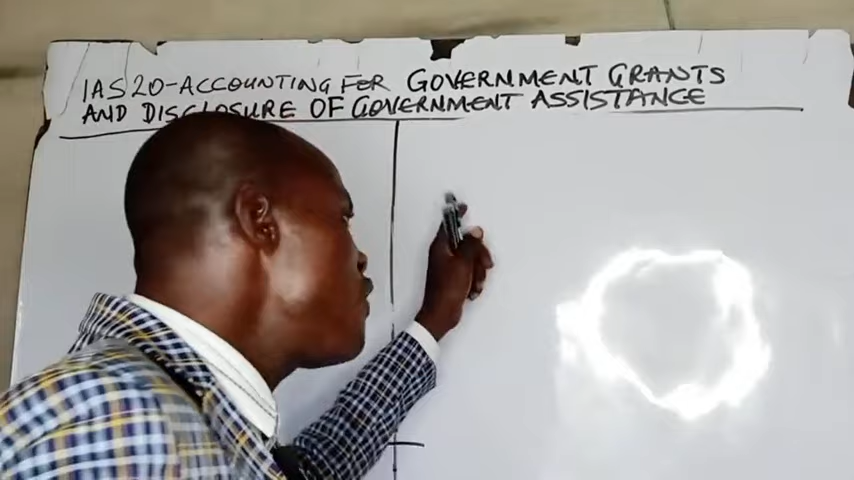 IAS 20-ACCOUNTING FOR GOVERNMENT GRANTS
AND DISCLOSURE OF GOVERNMENT ASSISTANCE